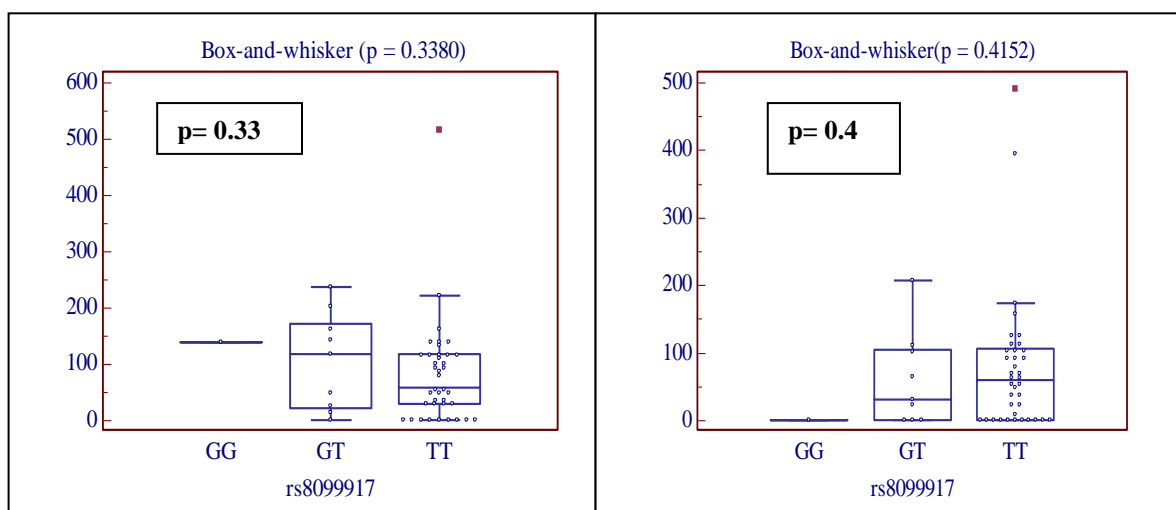 Box-and-whisker (p = 0.3380)
600
p= 0.33
500
400
300
200
100
0
GG GT TT
rs8099917
Box-and-whisker(p = 0.4152)
500
p= 0.4
400
300
200
100
0
GG GT TT
rs8099917